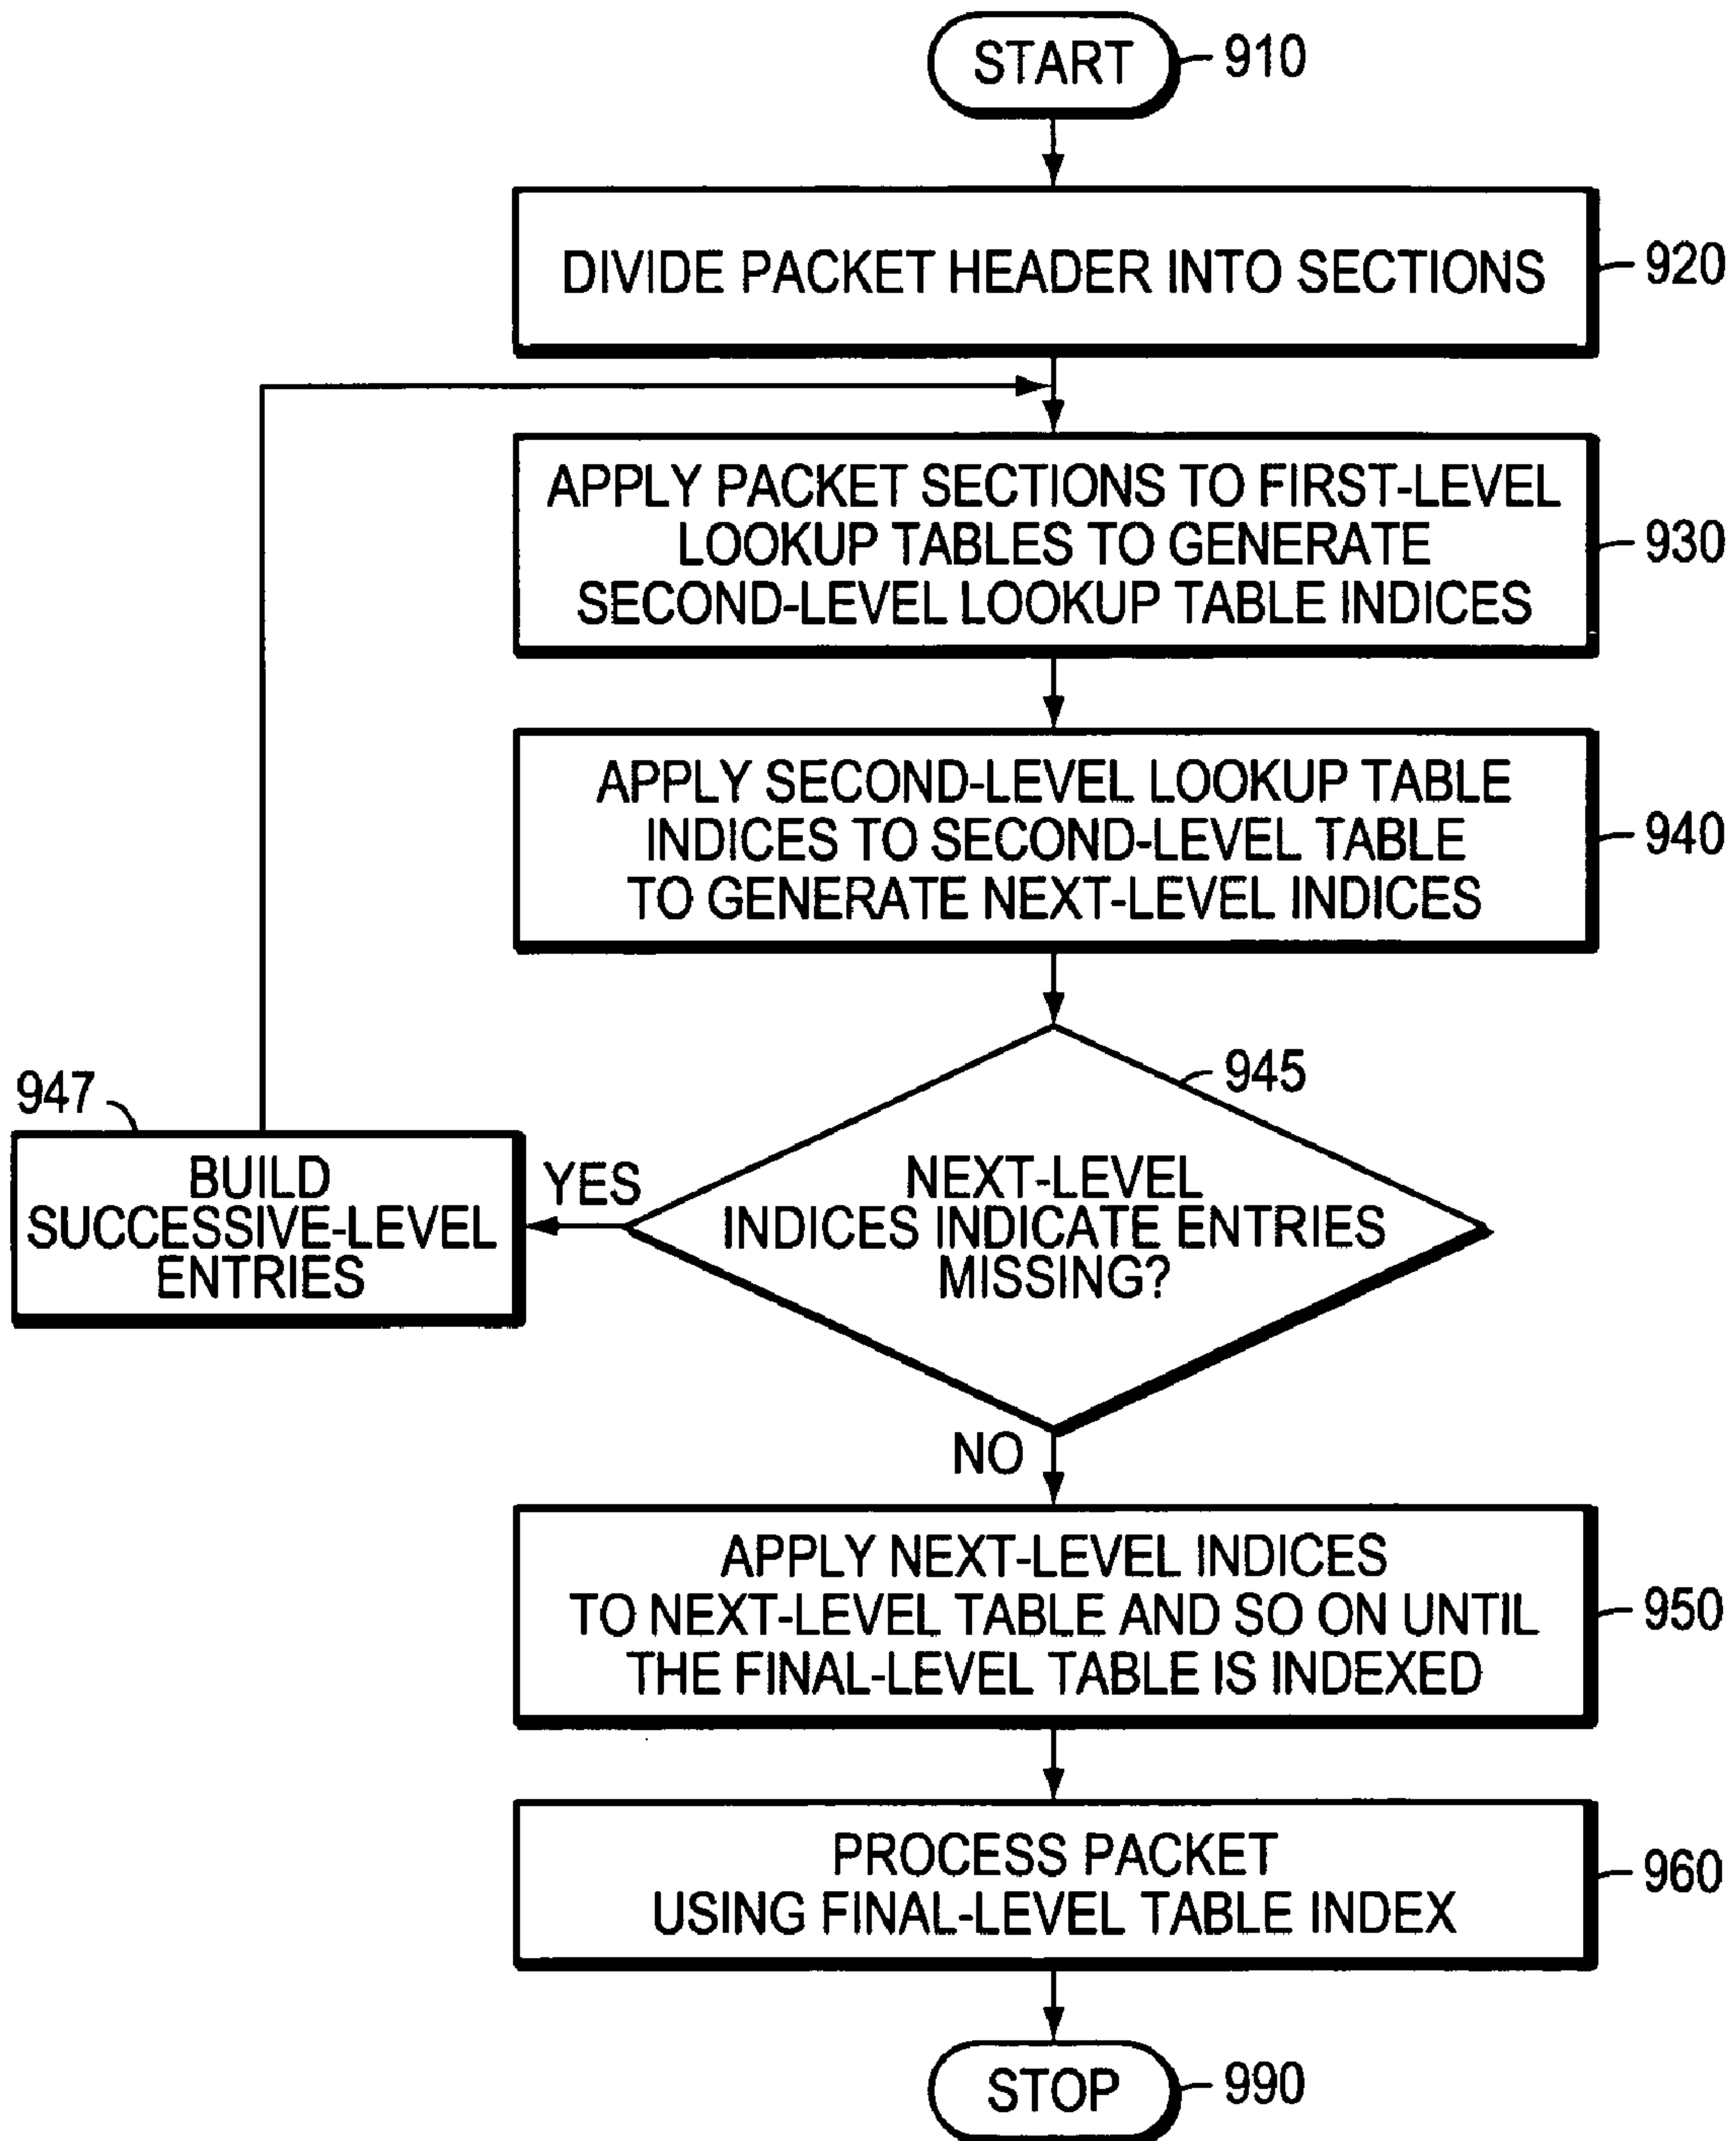 START
910
DIVIDE PACKET HEADER INTO SECTIONS
920
APPLY PACKET SECTIONS TO FIRST-LEVEL
LOOKUP TABLES TO GENERATE
SECOND-LEVEL LOOKUP TABLE INDICES
930
APPLY SECOND-LEVEL LOOKUP TABLE
INDICES TO SECOND-LEVEL TABLE
TO GENERATE NEXT-LEVEL INDICES
940
945
NEXT-LEVEL
INDICES INDICATE ENTRIES
MISSING?
YES
947
BUILD
SUCCESSIVE-LEVEL
ENTRIES
NO
APPLY NEXT-LEVEL INDICES
TO NEXT-LEVEL TABLE AND SO ON UNTIL
THE FINAL-LEVEL TABLE IS INDEXED
950
PROCESS PACKET
USING FINAL-LEVEL TABLE INDEX
960
STOP
990